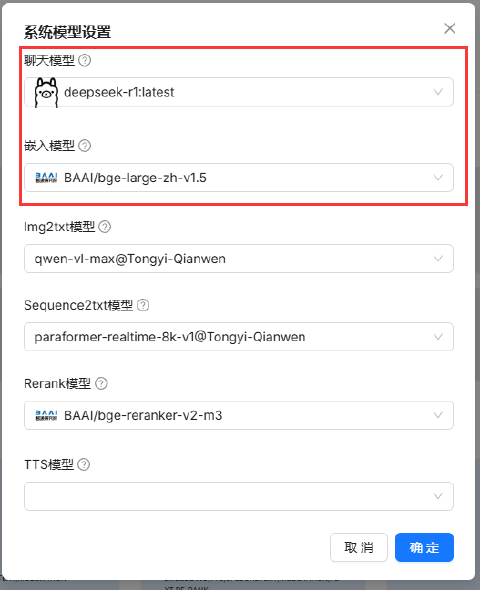 系统模型设置
聊天模型
deepseek-r1:latest
嵌入模型
BAAI BAAI/bge-large-zh-v1.5
Img2txt模型
qwen-vl-max@Tongyi-Qianwen
Sequence2txt模型
paraformer-realtime-8k-v1@Tongyi-Qianwen
Rerank模型
BAAI BAAI/bge-reranker-v2-m3
TTS模型
取 消 确 定